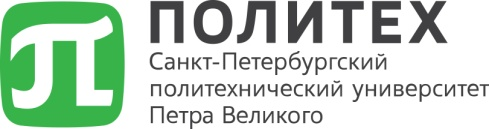 П
ПОЛИТЕХ
Санкт-Петербургский
политехнический университет
Петра Великого